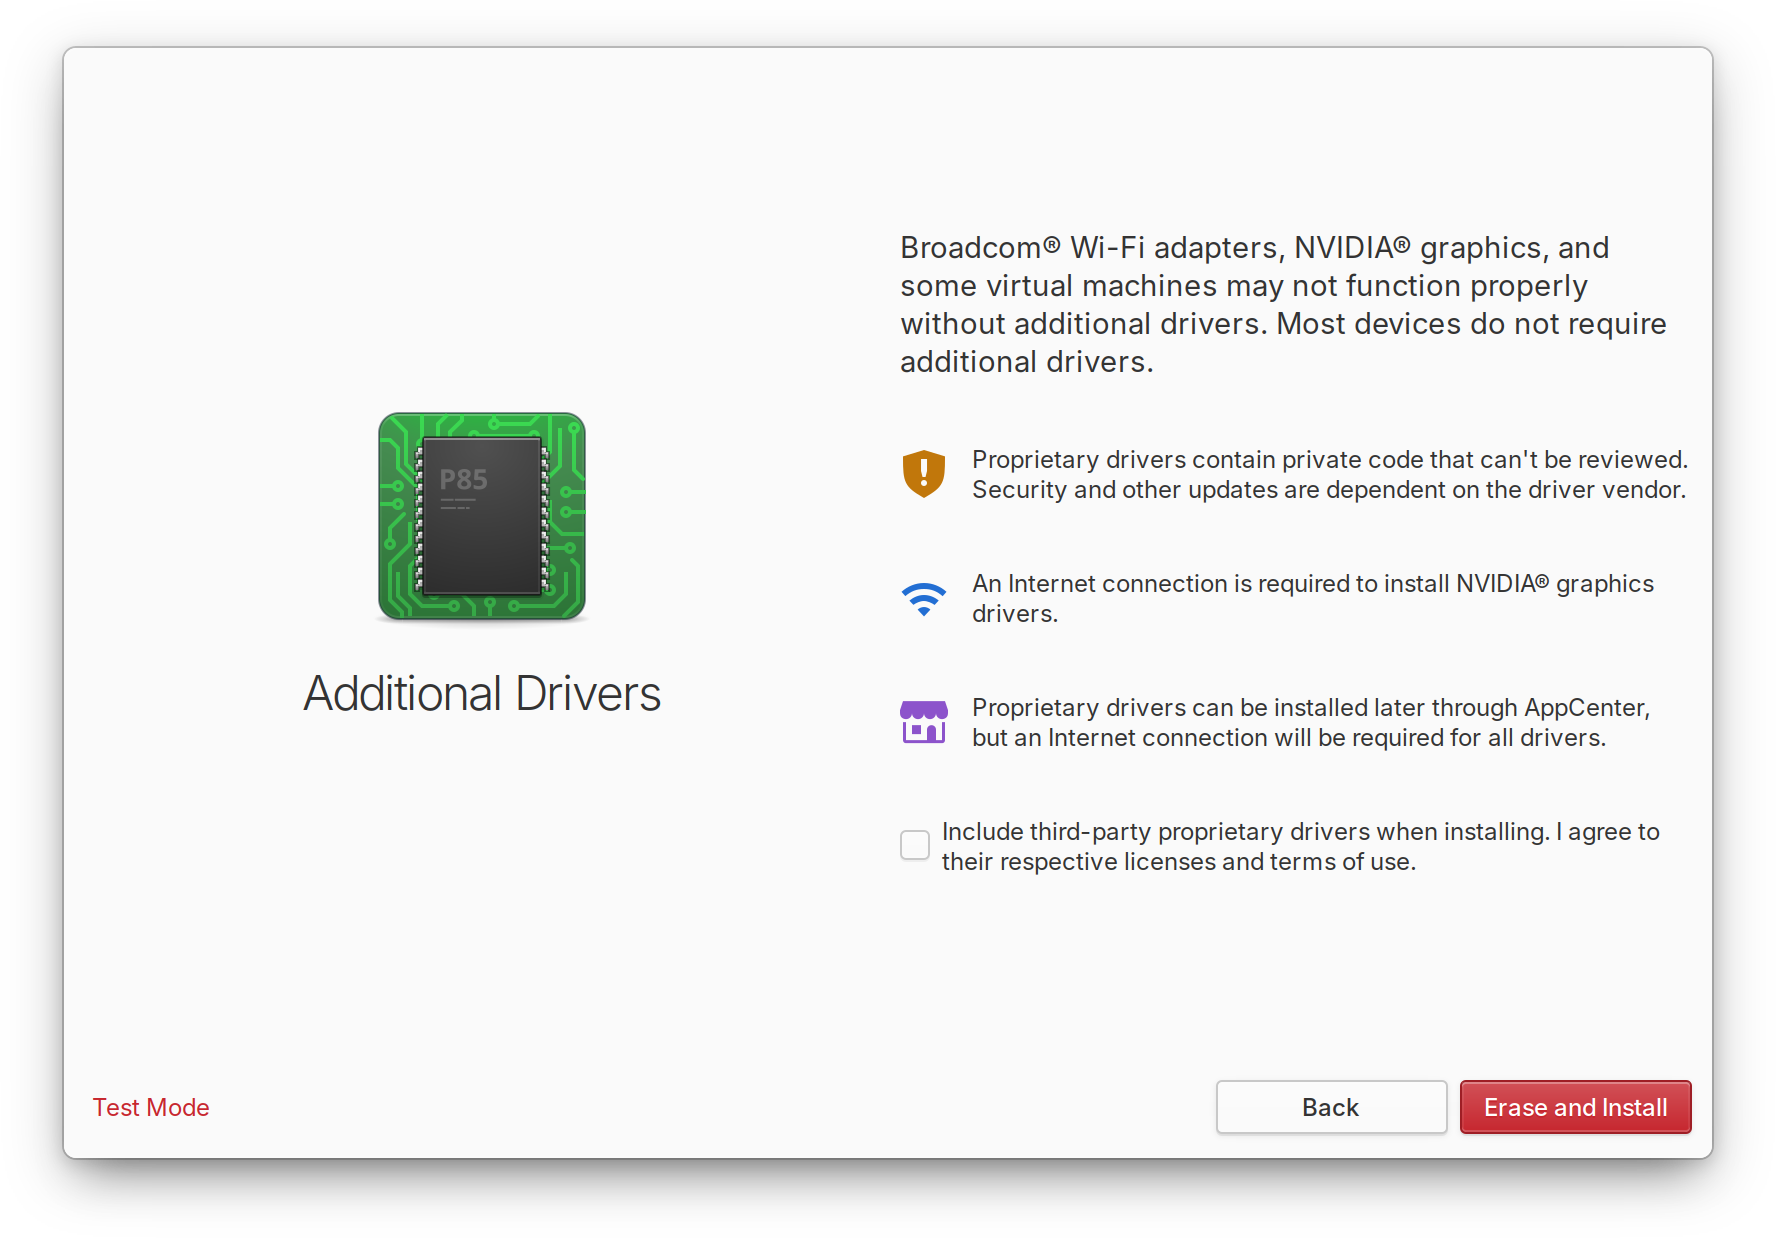 P85
Additional Drivers
Broadcom® Wi-Fi adapters, NVIDIA® graphics, and
some virtual machines may not function properly
without additional drivers. Most devices do not require
additional drivers.
Proprietary drivers contain private code that can't be reviewed.
Security and other updates are dependent on the driver vendor.
An Internet connection is required to install NVIDIA® graphics
drivers.
Proprietary drivers can be installed later through AppCenter,
but an Internet connection will be required for all drivers.
Include third-party proprietary drivers when installing. I agree to
their respective licenses and terms of use.
Test Mode
Back
Erase and Install